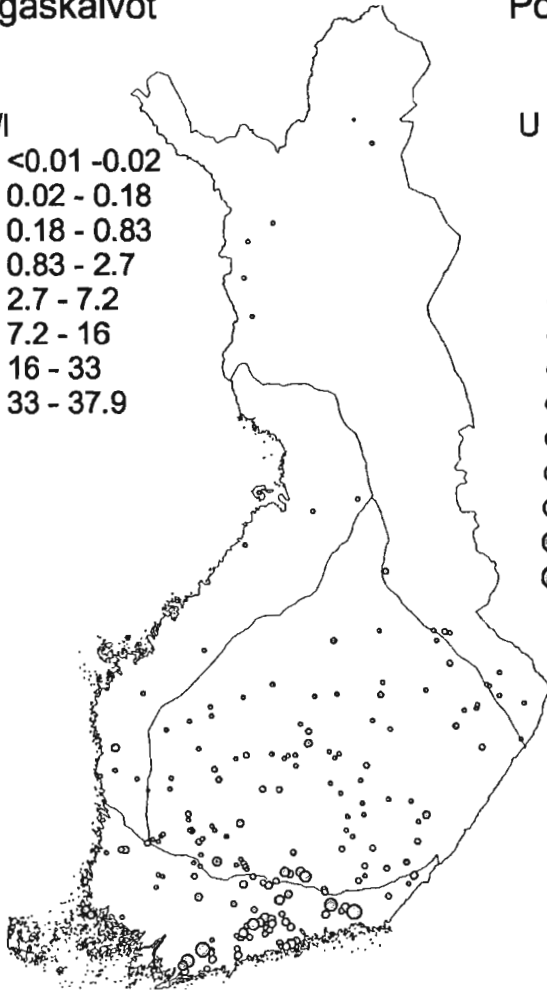 gaskaivot
Po
/l
U
<0.01 -0.02
0.02 - 0.18
0.18 - 0.83
0.83 - 2.7
2.7 - 7.2
7.2 - 16
16 - 33
33 - 37.9